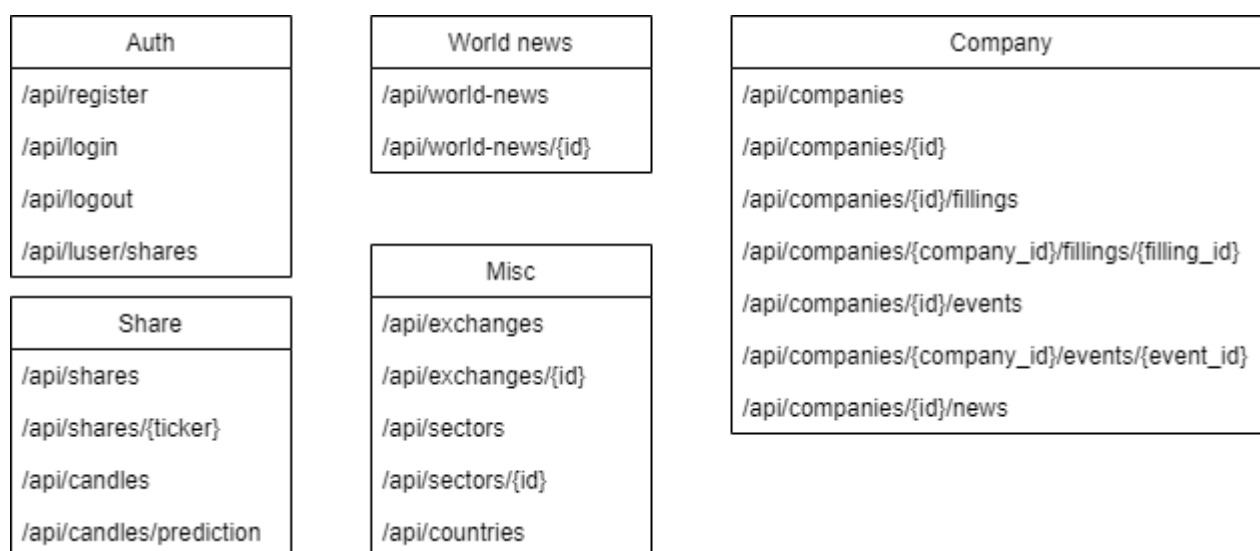 Auth
/api/register
/api/login
/api/logout
/api/luser/shares
Share
/api/shares
/api/shares/{ticker}
/api/candles
/api/candles/prediction
World news
/api/world-news
/api/world-news/{id}
Misc
/api/exchanges
/api/exchanges/{id}
/api/sectors
/api/sectors/{id}
/api/countries
Company
/api/companies
/api/companies/{id}
/api/companies/{id}/fillings
/api/companies/{company_id}/fillings/{filling_id}
/api/companies/{id}/events
/api/companies/{company_id}/events/{event_id}
/api/companies/{id}/news